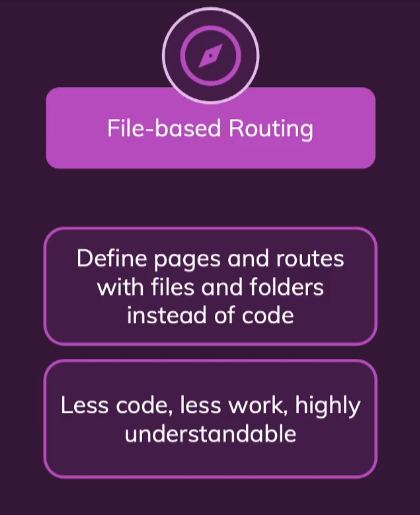 File-based Routing
Define pages and routes
with files and folders
instead of code
Less code, less work, highly
understandable